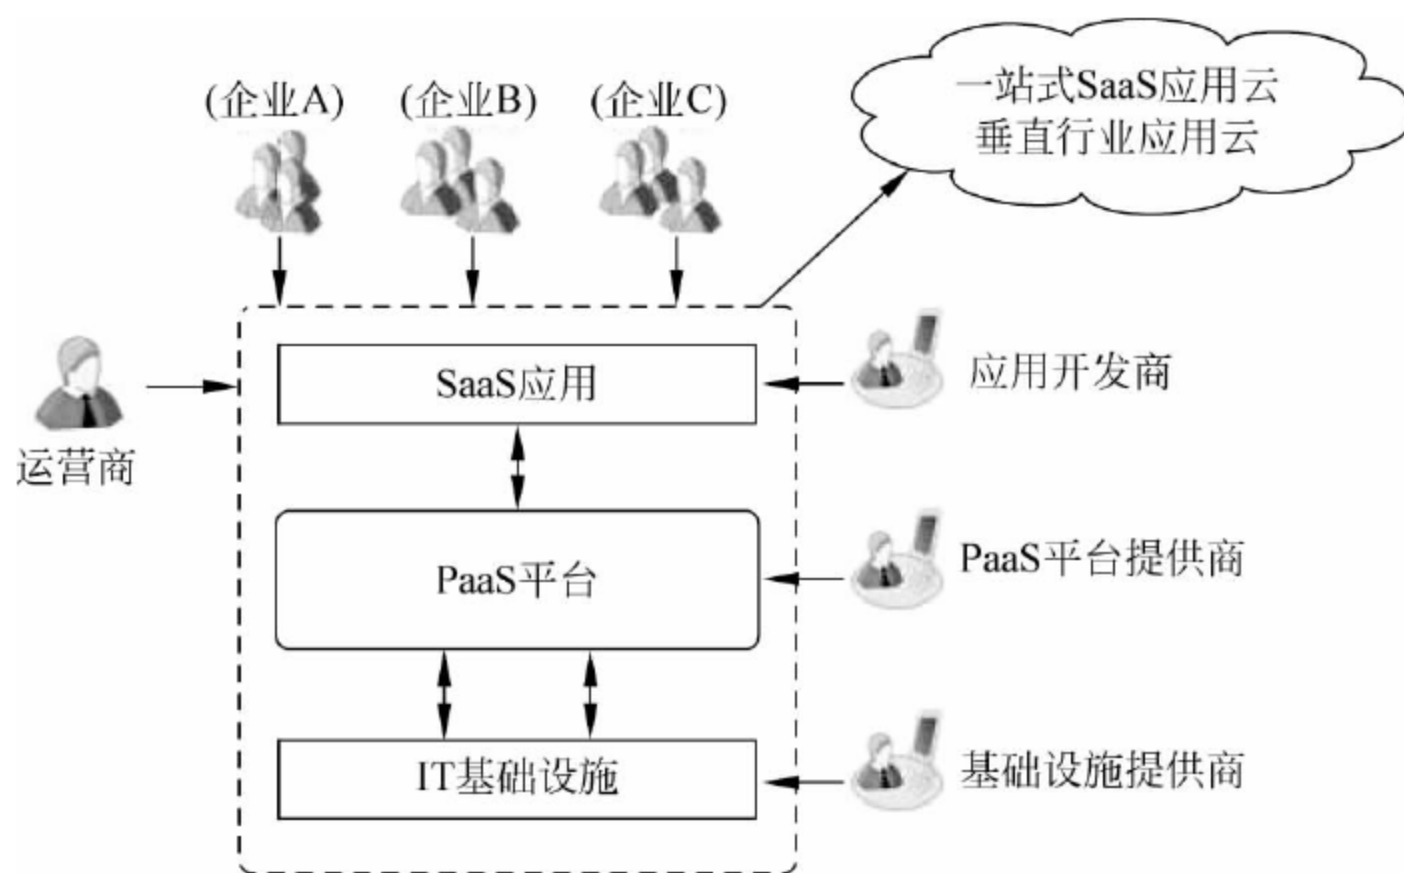 (企业A) (企业B) (企业C)
一站式SaaS应用云
垂直行业应用云
SaaS应用
应用开发商
运营商
PaaS平台
PaaS平台提供商
IT基础设施
基础设施提供商